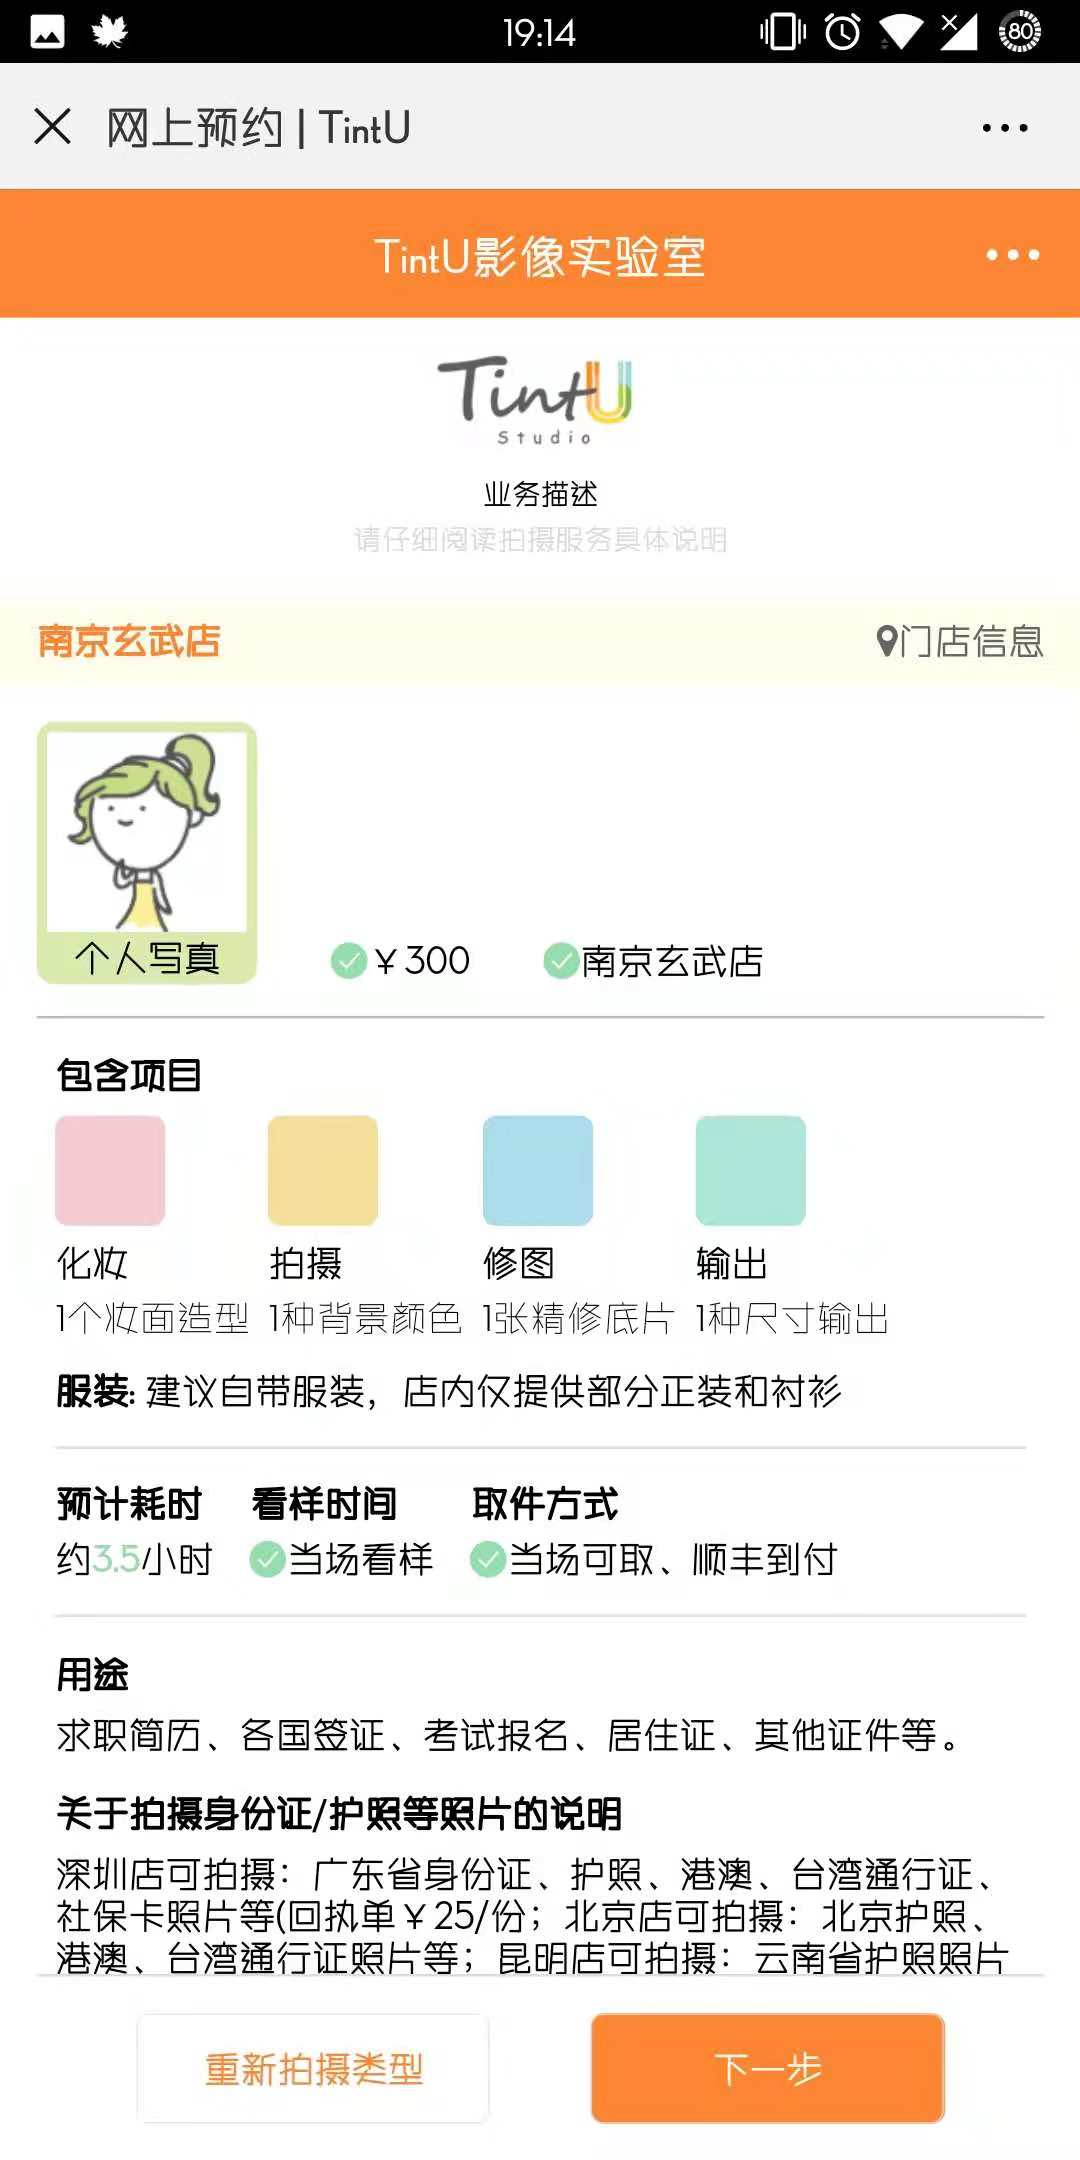 19:14
80
网上预约 | TintU
TintU影像实验室
TintU
Studio
业务描述
请仔细阅读拍摄服务具体说明
南京玄武店 门店信息
个人写真 ￥300 南京玄武店
包含项目
化妆 拍摄 修图 输出
1个妆面造型 1种背景颜色 1张精修底片 1种尺寸输出
服装: 建议自带服装，店内仅提供部分正装和衬衫
预计耗时 看样时间 取件方式
约3.5小时 当场看样 当场可取、顺丰到付
用途
求职简历、各国签证、考试报名、居住证、其他证件等。
关于拍摄身份证/护照等照片的说明
深圳店可拍摄：广东省身份证、护照、港澳、台湾通行证、
社保卡照片等(回执单￥25/份；北京店可拍摄：北京护照、
港澳、台湾通行证照片等；昆明店可拍摄：云南省护照照片
重新拍摄类型 下一步